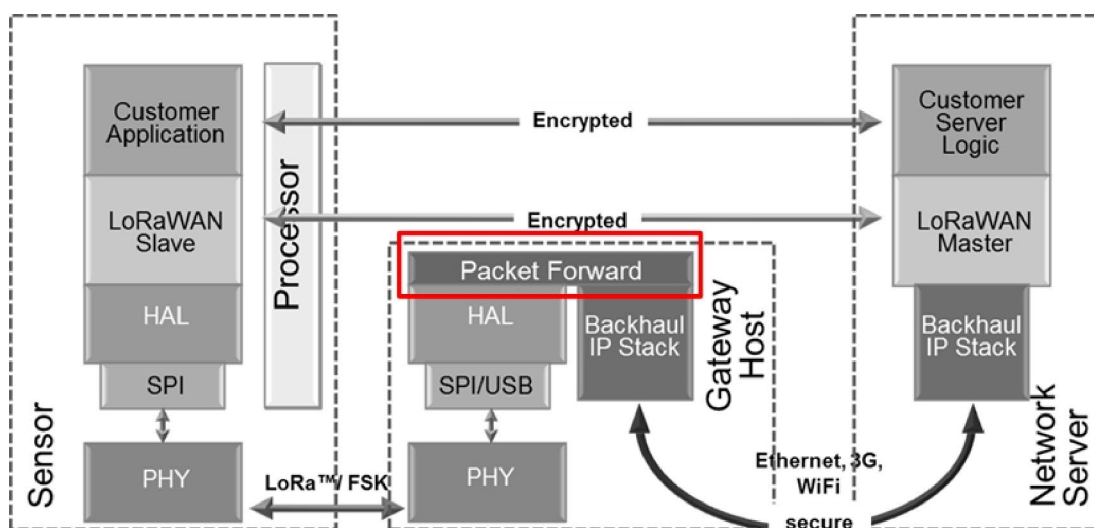 Customer
Application
LoRaWAN
Slave
HAL
SPI
PHY
Sensor
Processor
Encrypted
Encrypted
Packet Forward
HAL
SPI/USB
PHY
Backhaul
IP Stack
Gateway
Host
LoRa™/ FSK
Ethernet, 3G,
WiFi
secure
Customer
Server
Logic
LoRaWAN
Master
Backhaul
IP Stack
Network
Server